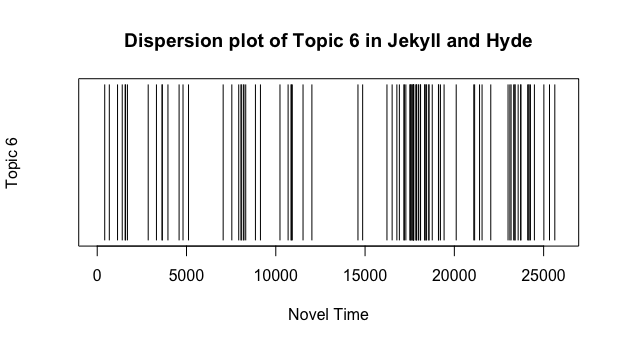 Dispersion plot of Topic 6 in Jekyll and Hyde
Topic 6
0 5000 10000 15000 20000 25000
Novel Time